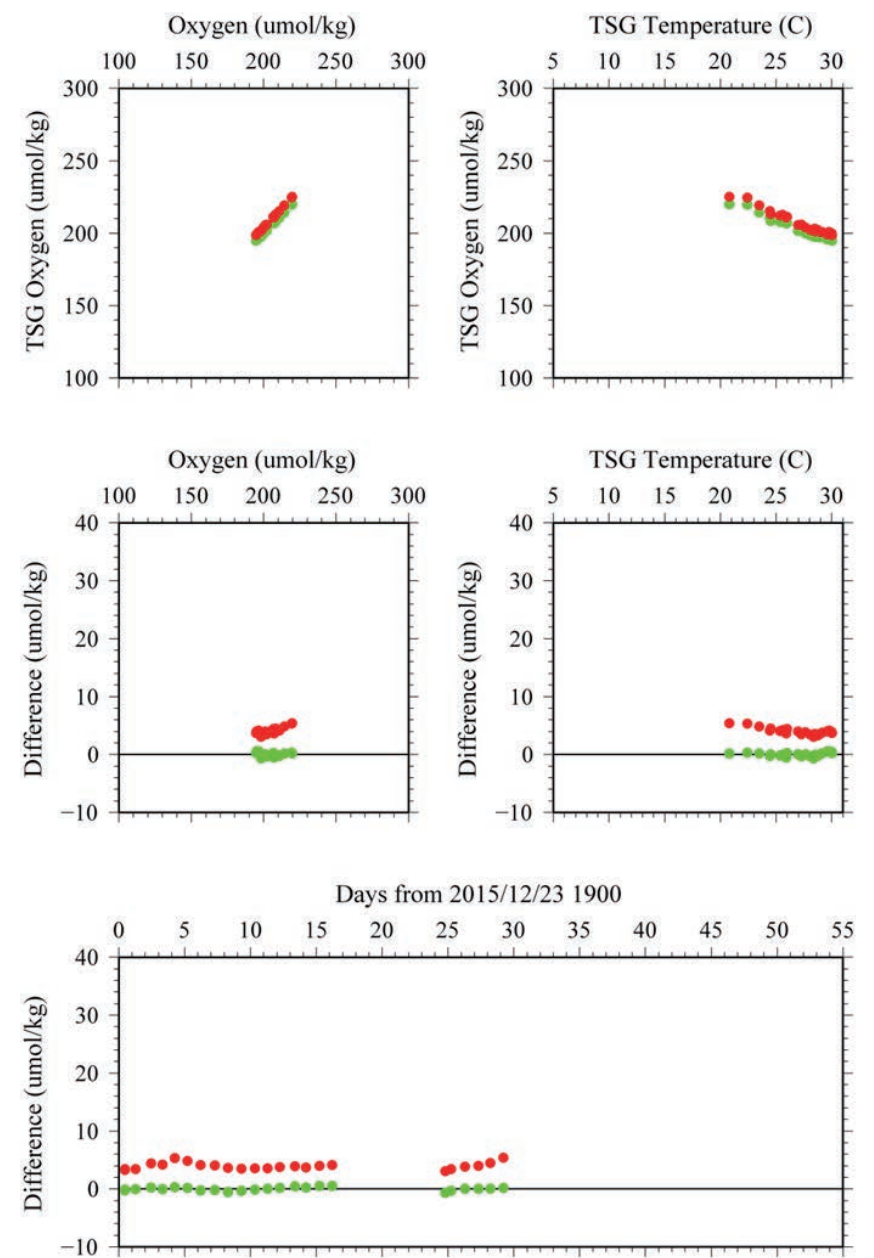 Oxygen (umol/kg)
100 150 200 250 300
TSG Oxygen (umol/kg)
300
250
200
150
100
TSG Temperature (C)
5 10 15 20 25 30
TSG Oxygen (umol/kg)
300
250
200
150
100
Oxygen (umol/kg)
100 150 200 250 300
Difference (umol/kg)
40
30
20
10
0
−10
TSG Temperature (C)
5 10 15 20 25 30
Difference (umol/kg)
40
30
20
10
0
−10
Days from 2015/12/23 1900
0 5 10 15 20 25 30 35 40 45 50 55
Difference (umol/kg)
40
30
20
10
0
−10